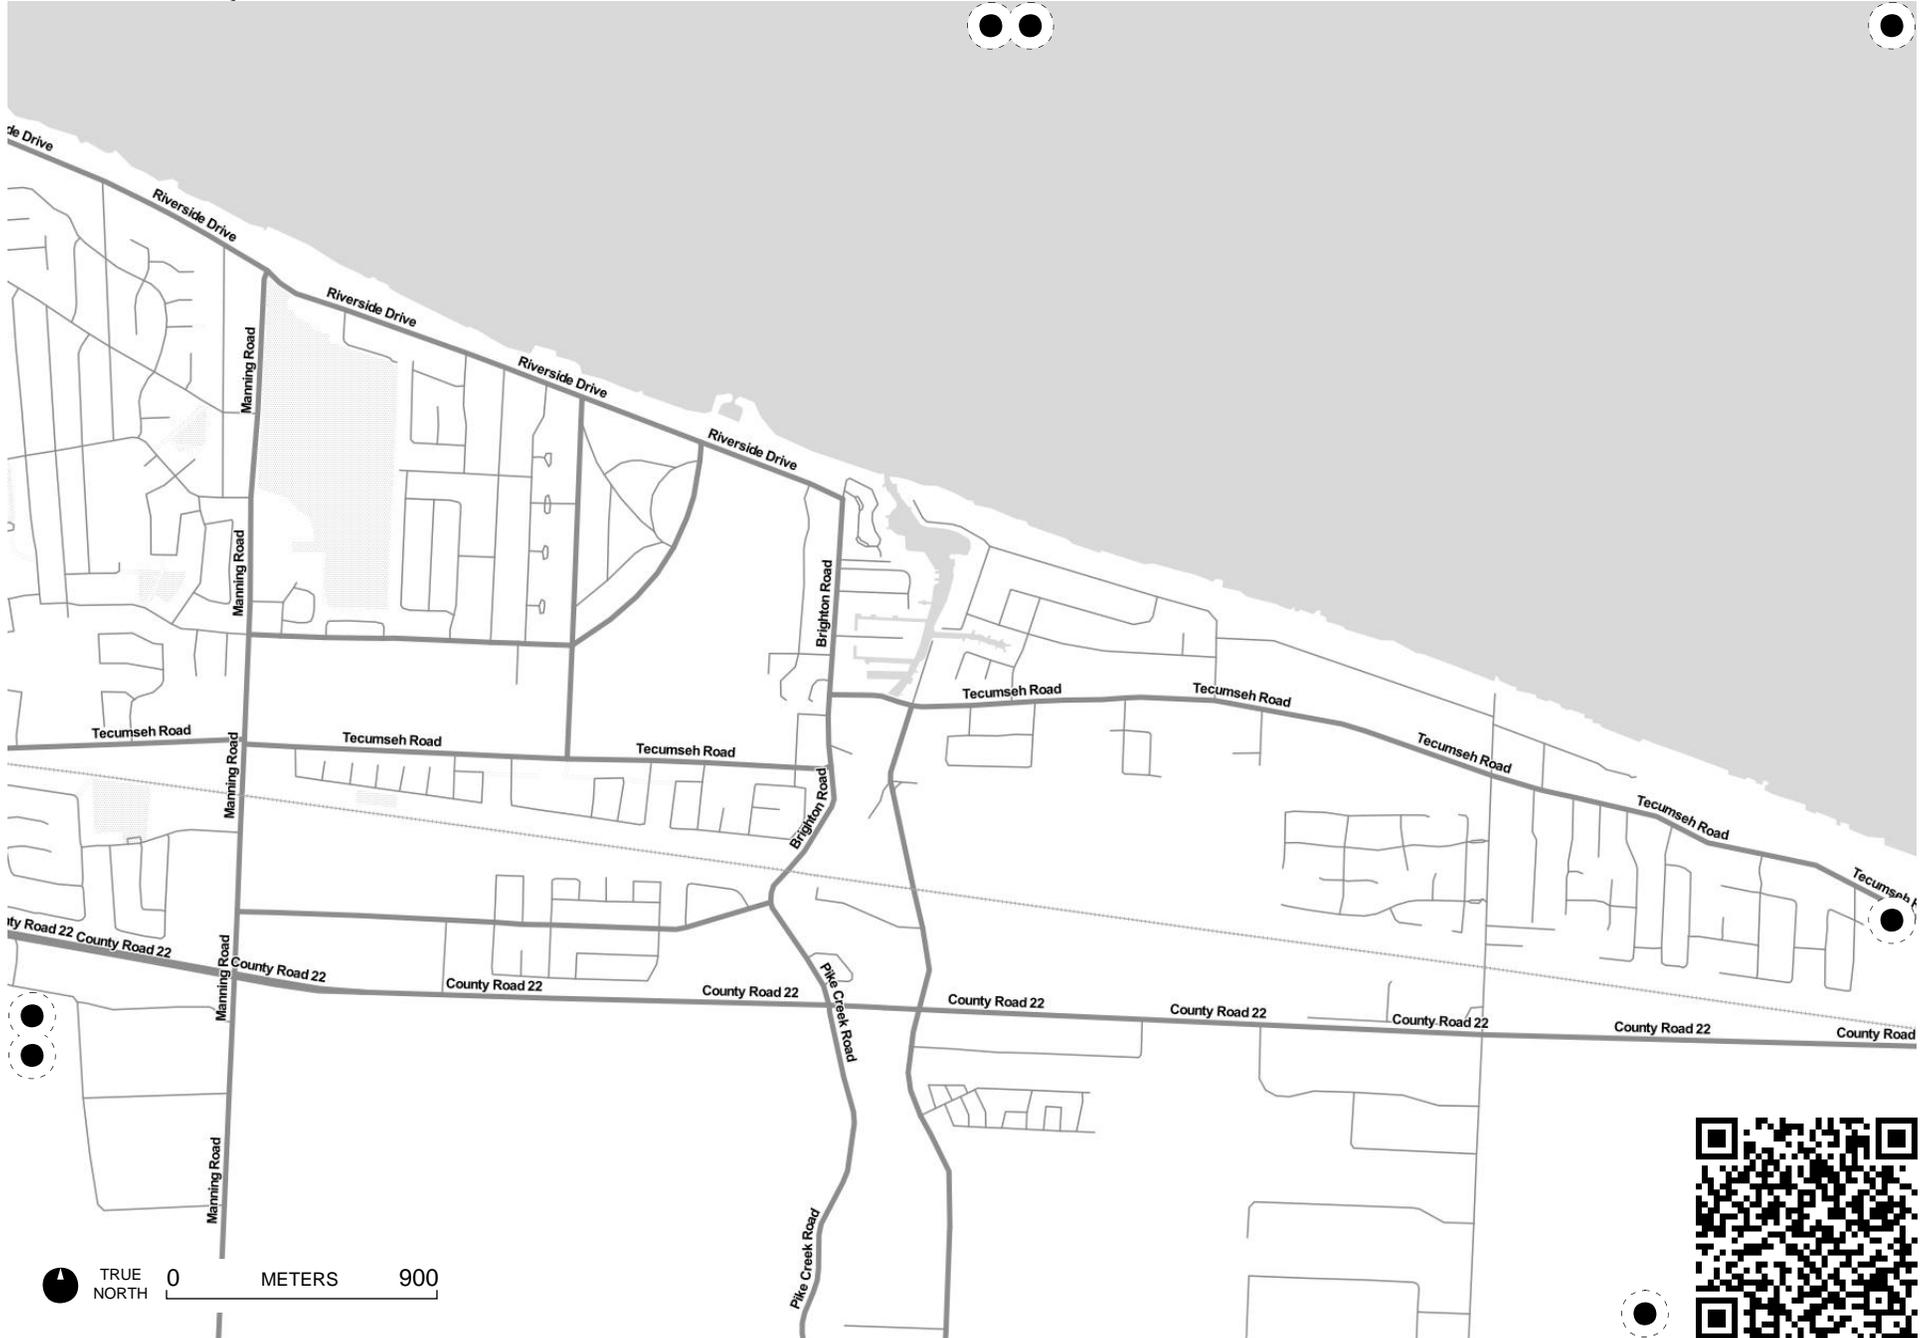 de Drive
Riverside Drive
Riverside Drive
Riverside Drive
Riverside Drive
Manning Road
Manning Road
Brighton Road
Tecumseh Road
Tecumseh Road
Tecumseh Road
Tecumseh Road
Tecumseh Road
Tecumseh Road
Manning Road
Tecumseh Road
Brighton Road
Tecumseh R
nty Road 22
County Road 22
Manning Road
County Road 22
County Road 22
County Road 22
County Road 22
County Road 22
County Road 22
County Road 22
County Road
Pike Creek Road
Manning Road
Pike Creek Road
TRUE
NORTH
0 METERS 900